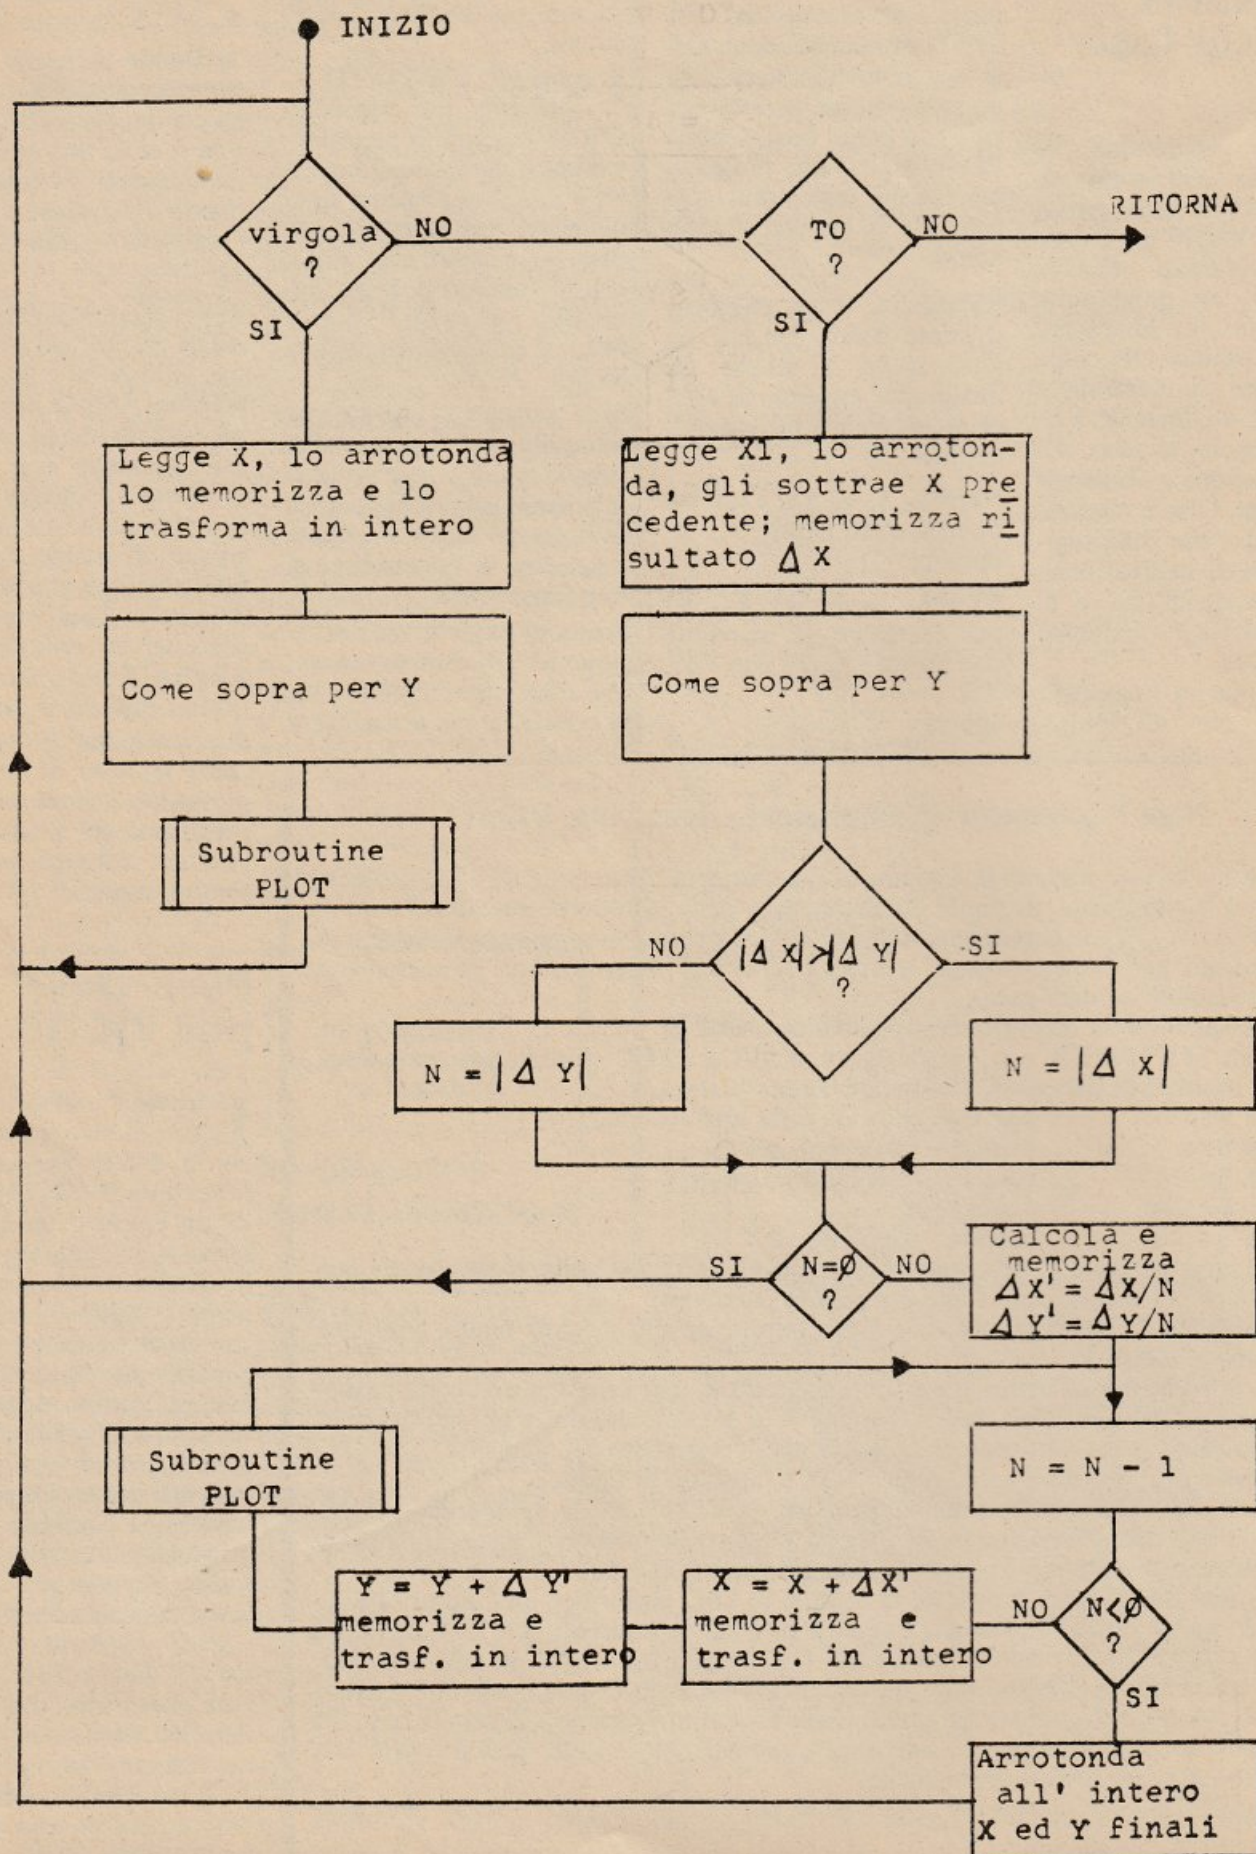 INIZIO
virgola
?
NO
SI
TO
?
NO
SI
RITORNA
Legge X, lo arrotonda
lo memorizza e lo
trasforma in intero
Legge X1, lo arroton-
da, gli sottrae X pre
cedente; memorizza ri
sultato Δ X
Come sopra per Y
Come sopra per Y
Subroutine
PLOT
NO
|Δ X|>|Δ Y|
?
SI
N = |Δ Y|
N = |Δ X|
SI
N=Ø
?
NO
Calcola e
memorizza
Δ X' = Δ X/N
Δ Y' = Δ Y/N
Subroutine
PLOT
N = N - 1
Y = Y + Δ Y'
memorizza e
trasf. in intero
X = X + Δ X'
memorizza e
trasf. in intero
NO
N<Ø
?
SI
Arrotonda
all' intero
X ed Y finali